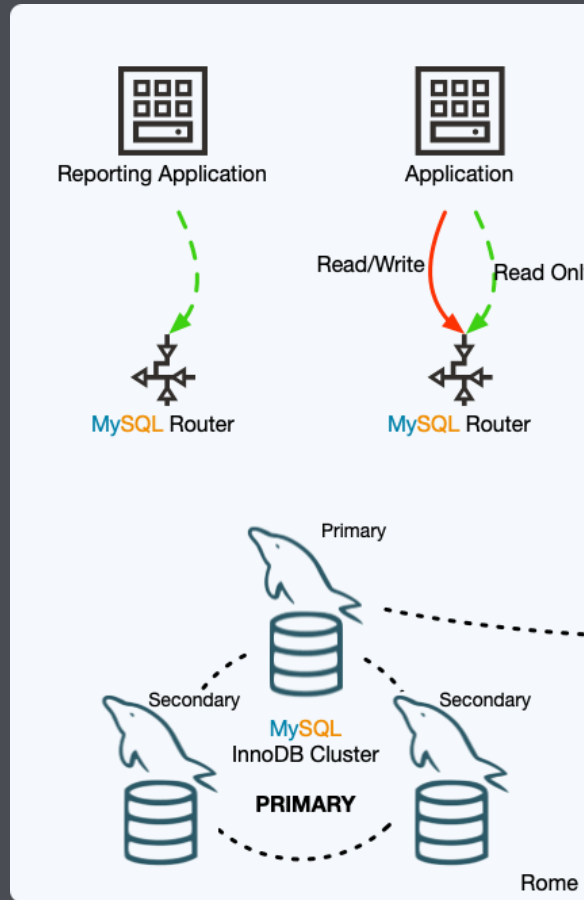 Reporting Application
Application
Read/Write
Read Onl
MySQL Router
MySQL Router
Primary
Secondary
Secondary
MySQL
InnoDB Cluster
PRIMARY
Rome